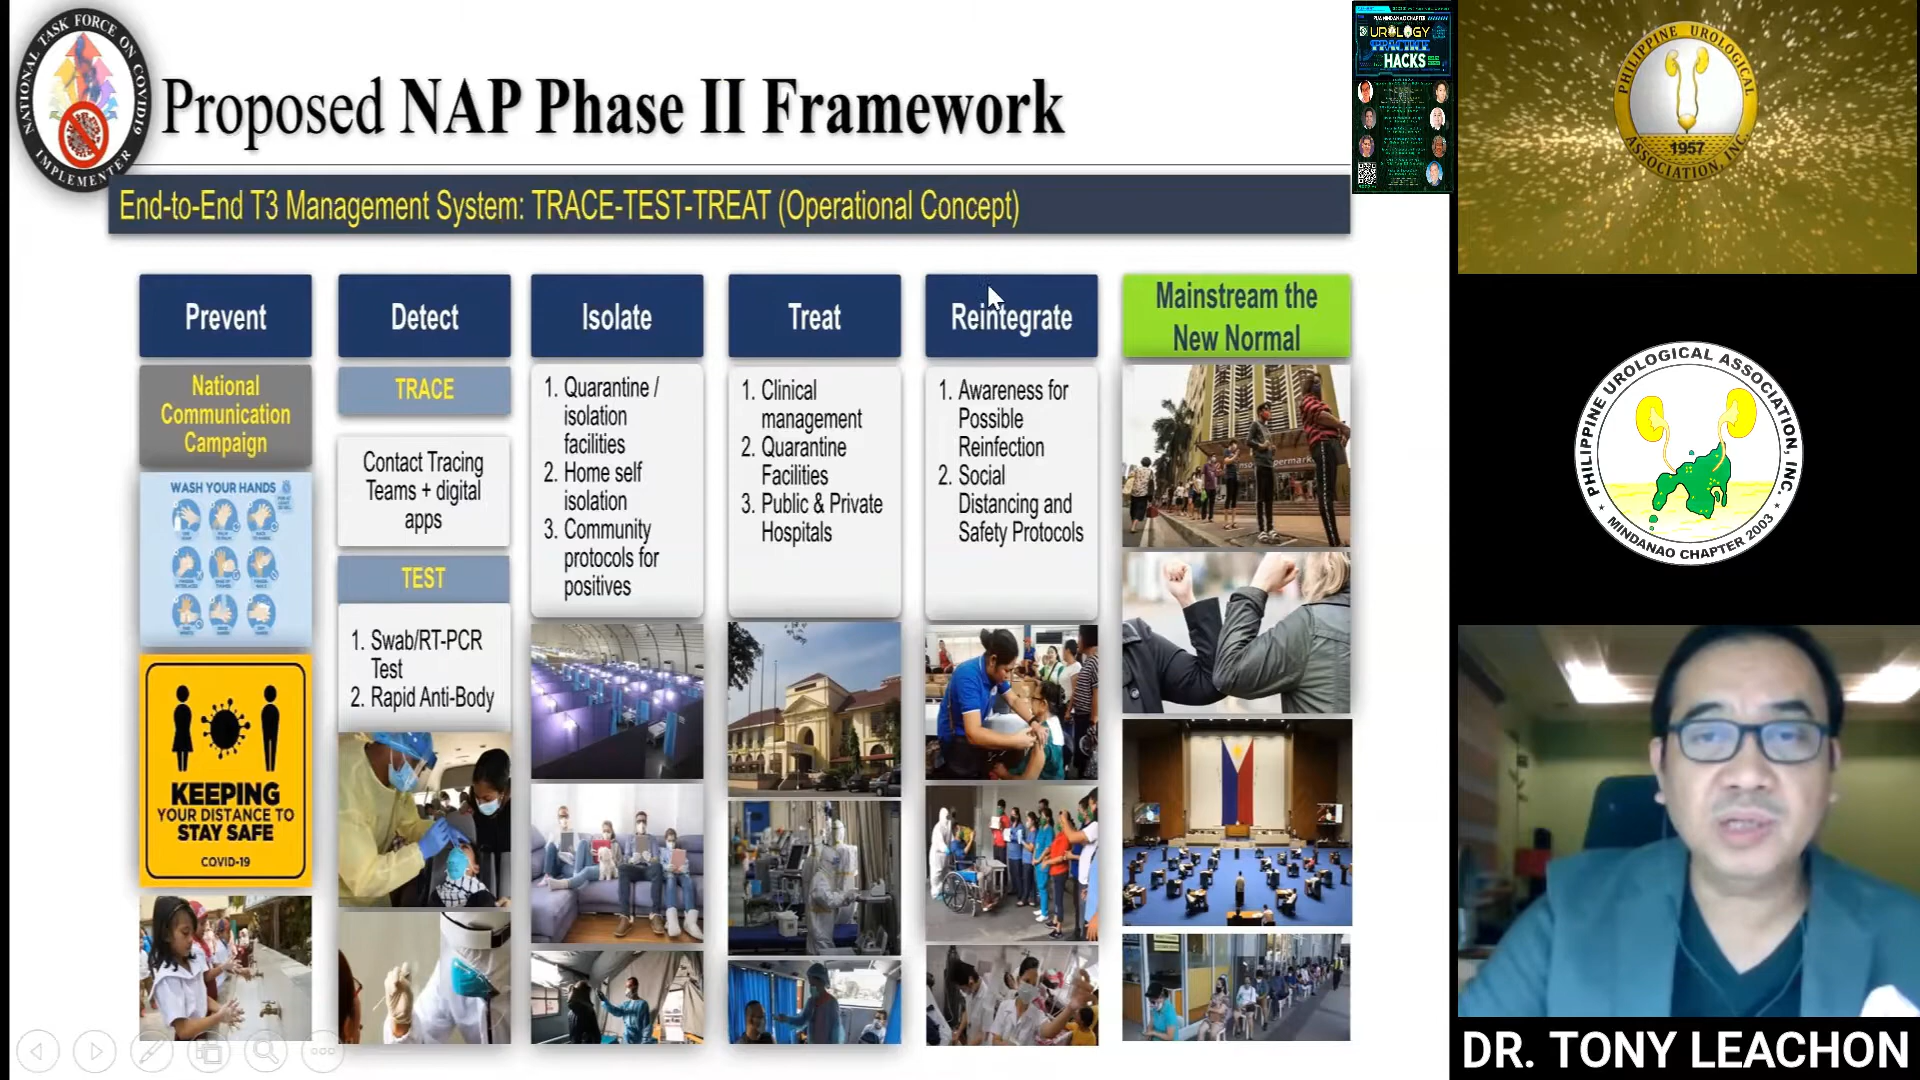 NATIONAL TASK FORCE ON COVID19
IMPLEMENTER
Proposed NAP Phase II Framework
End-to-End T3 Management System: TRACE-TEST-TREAT (Operational Concept)
Prevent
National
Communication
Campaign
WASH YOUR HANDS
KEEPING
YOUR DISTANCE TO
STAY SAFE
COVID-19
Detect
TRACE
Contact Tracing
Teams + digital
apps
TEST
1. Swab/RT-PCR
Test
2. Rapid Anti-Body
Isolate
1. Quarantine /
isolation
facilities
2. Home self
isolation
3. Community
protocols for
positives
Treat
1. Clinical
management
2. Quarantine
Facilities
3. Public & Private
Hospitals
Reintegrate
1. Awareness for
Possible
Reinfection
2. Social
Distancing and
Safety Protocols
Mainstream the
New Normal
PUA MINDANAO CHAPTER
UROLOGY
PRACTICE
HACKS
PHILIPPINE UROLOGICAL
ASSOCIATION, INC.
1957
PHILIPPINE UROLOGICAL ASSOCIATION, INC.
MINDANAO CHAPTER 2003
DR. TONY LEACHON